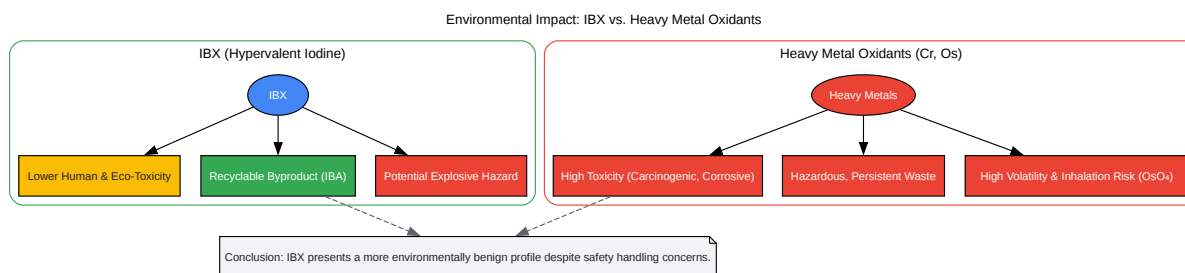 Environmental Impact: IBX vs. Heavy Metal Oxidants
IBX (Hypervalent Iodine)
IBX
Lower Human & Eco-Toxicity
Recyclable Byproduct (IBA)
Potential Explosive Hazard
Heavy Metal Oxidants (Cr, Os)
Heavy Metals
High Toxicity (Carcinogenic, Corrosive)
Hazardous, Persistent Waste
High Volatility & Inhalation Risk (OsO₄)
Conclusion: IBX presents a more environmentally benign profile despite safety handling concerns.